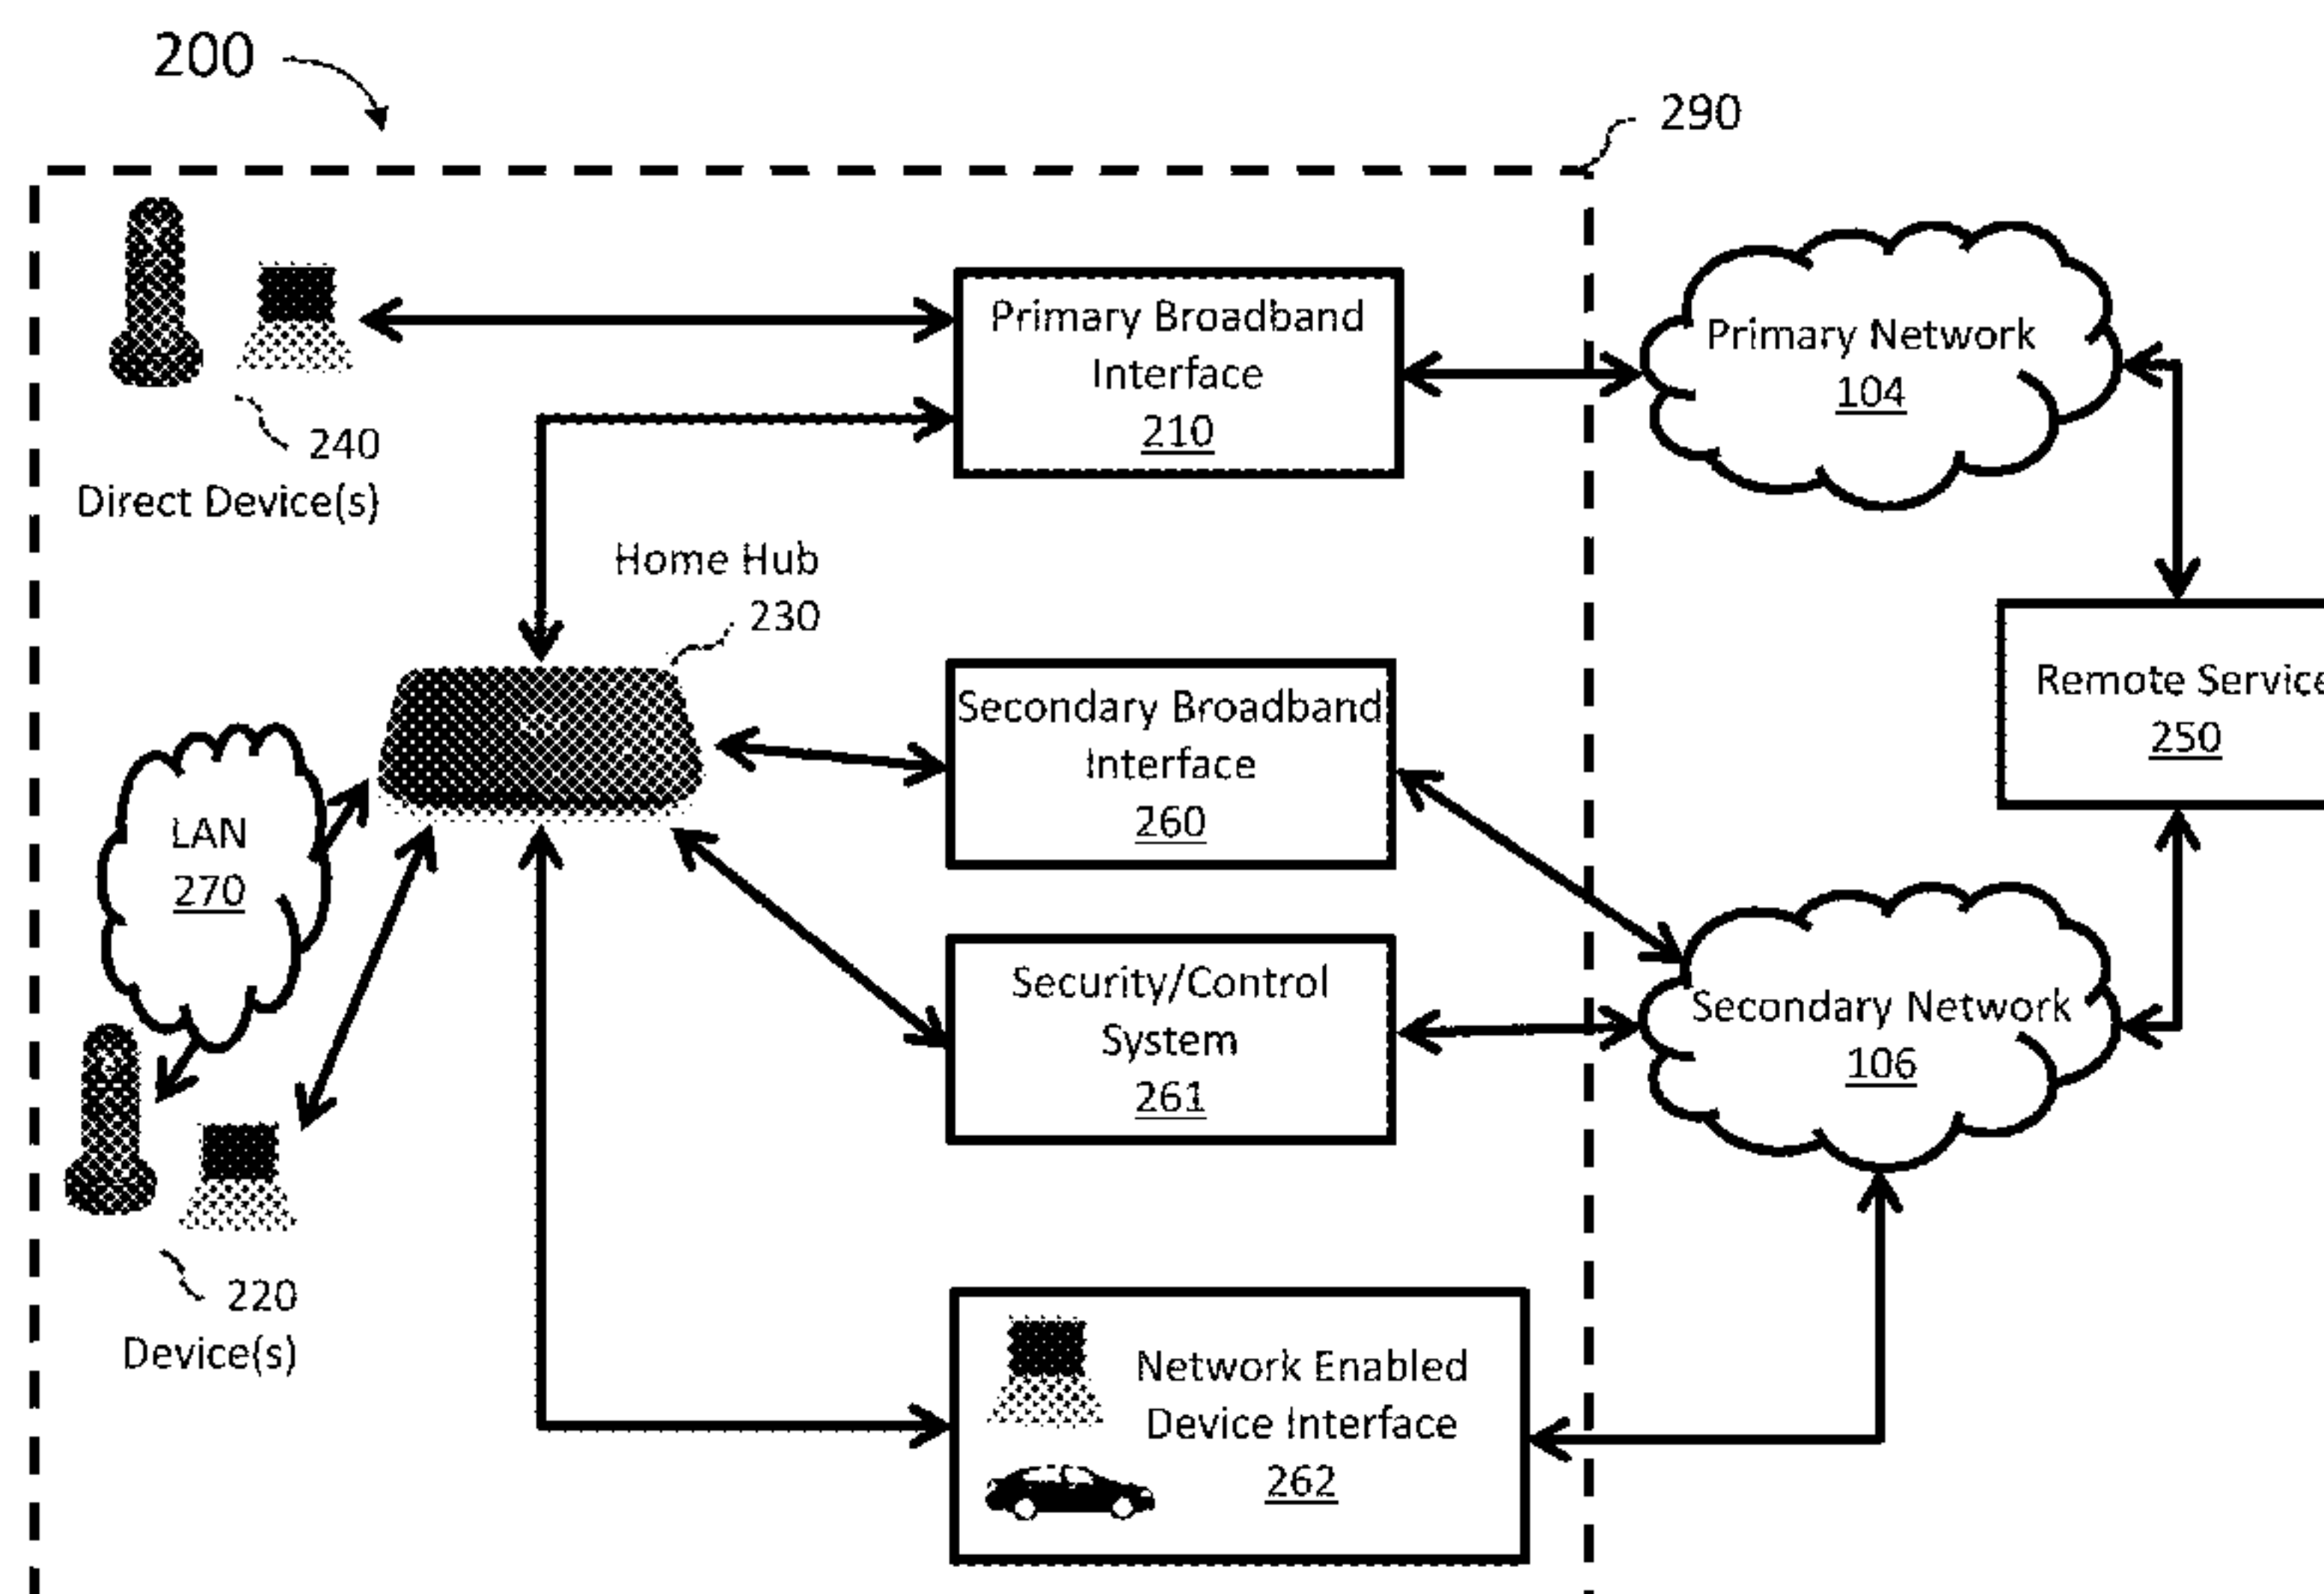 200
290
Primary Broadband
Interface
210
Primary Network
104
240
Direct Device(s)
Home Hub
230
Secondary Broadband
Interface
260
Remote Service
250
LAN
270
Security/Control
System
261
Secondary Network
106
220
Device(s)
Network Enabled
Device Interface
262